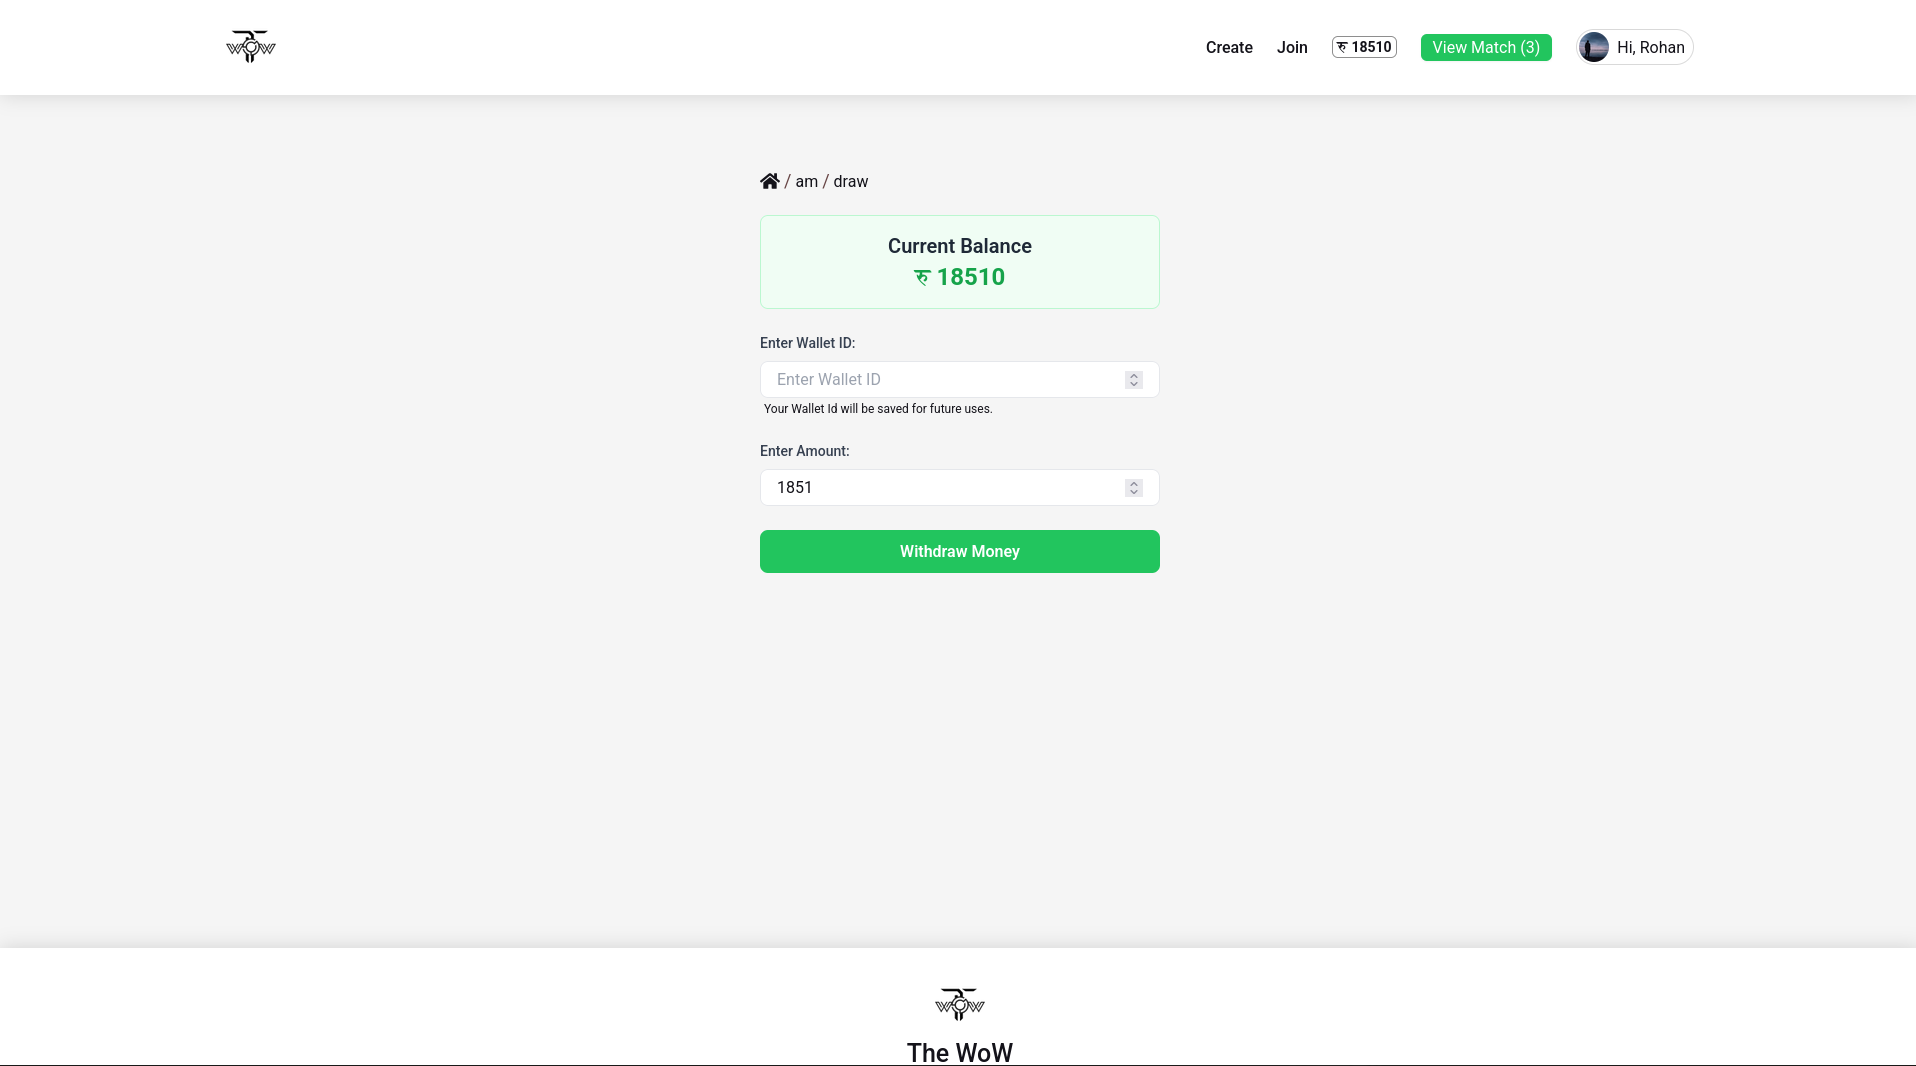 WOW
Create Join रु 18510 View Match (3) Hi, Rohan
/ am / draw
Current Balance
रु 18510
Enter Wallet ID:
Enter Wallet ID
Your Wallet Id will be saved for future uses.
Enter Amount:
1851
Withdraw Money
WOW
The WoW